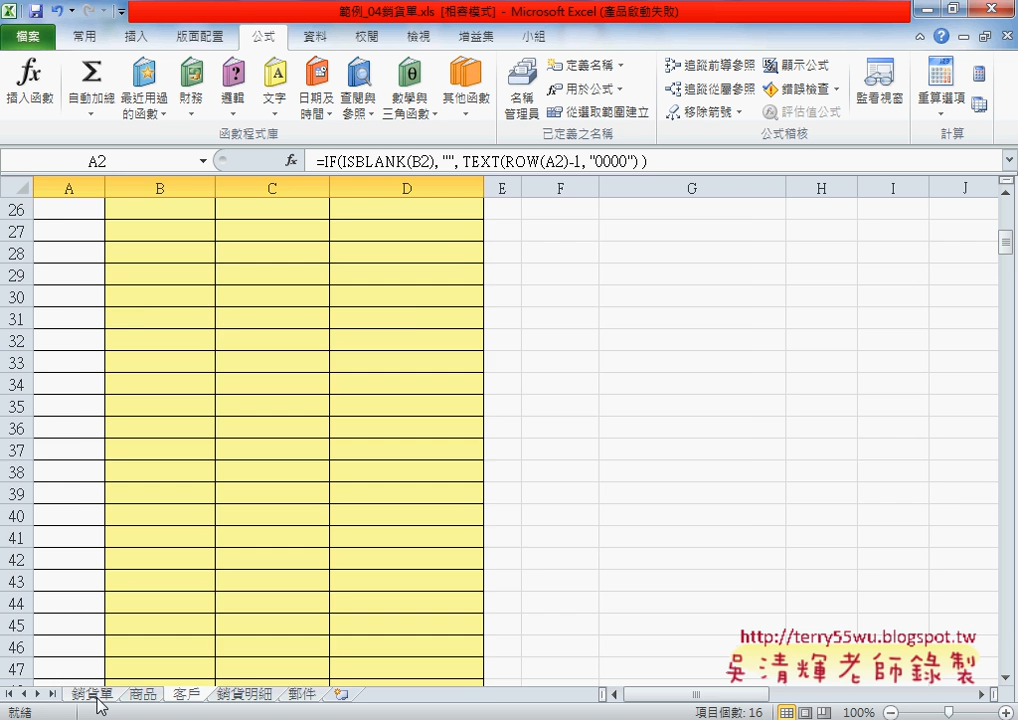 範例_04銷貨單.xls [相容模式] - Microsoft Excel (產品啟動失敗)
檔案 常用 插入 版面配置 公式 資料 校閱 檢視 增益集 小組
插入函數 自動加總 最近用過的函數 財務 邏輯 文字 日期及時間 查閱與參照 數學與三角函數 其他函數 名稱管理員 定義名稱 用於公式 從選取範圍建立 追蹤前導參照 追蹤從屬參照 移除箭號 顯示公式 錯誤檢查 評估值公式 監看視窗 重算選項
函數程式庫 已定義之名稱 公式稽核 計算
A2 fx =IF(ISBLANK(B2), "", TEXT(ROW(A2)-1, "0000") )
A B C D E F G H I J
26
27
28
29
30
31
32
33
34
35
36
37
38
39
40
41
42
43
44
45
46
47
http://terry55wu.blogspot.tw
吳清輝老師錄製
銷貨單 商品 客戶 銷貨明細 郵件
就緒 項目個數: 16 100%